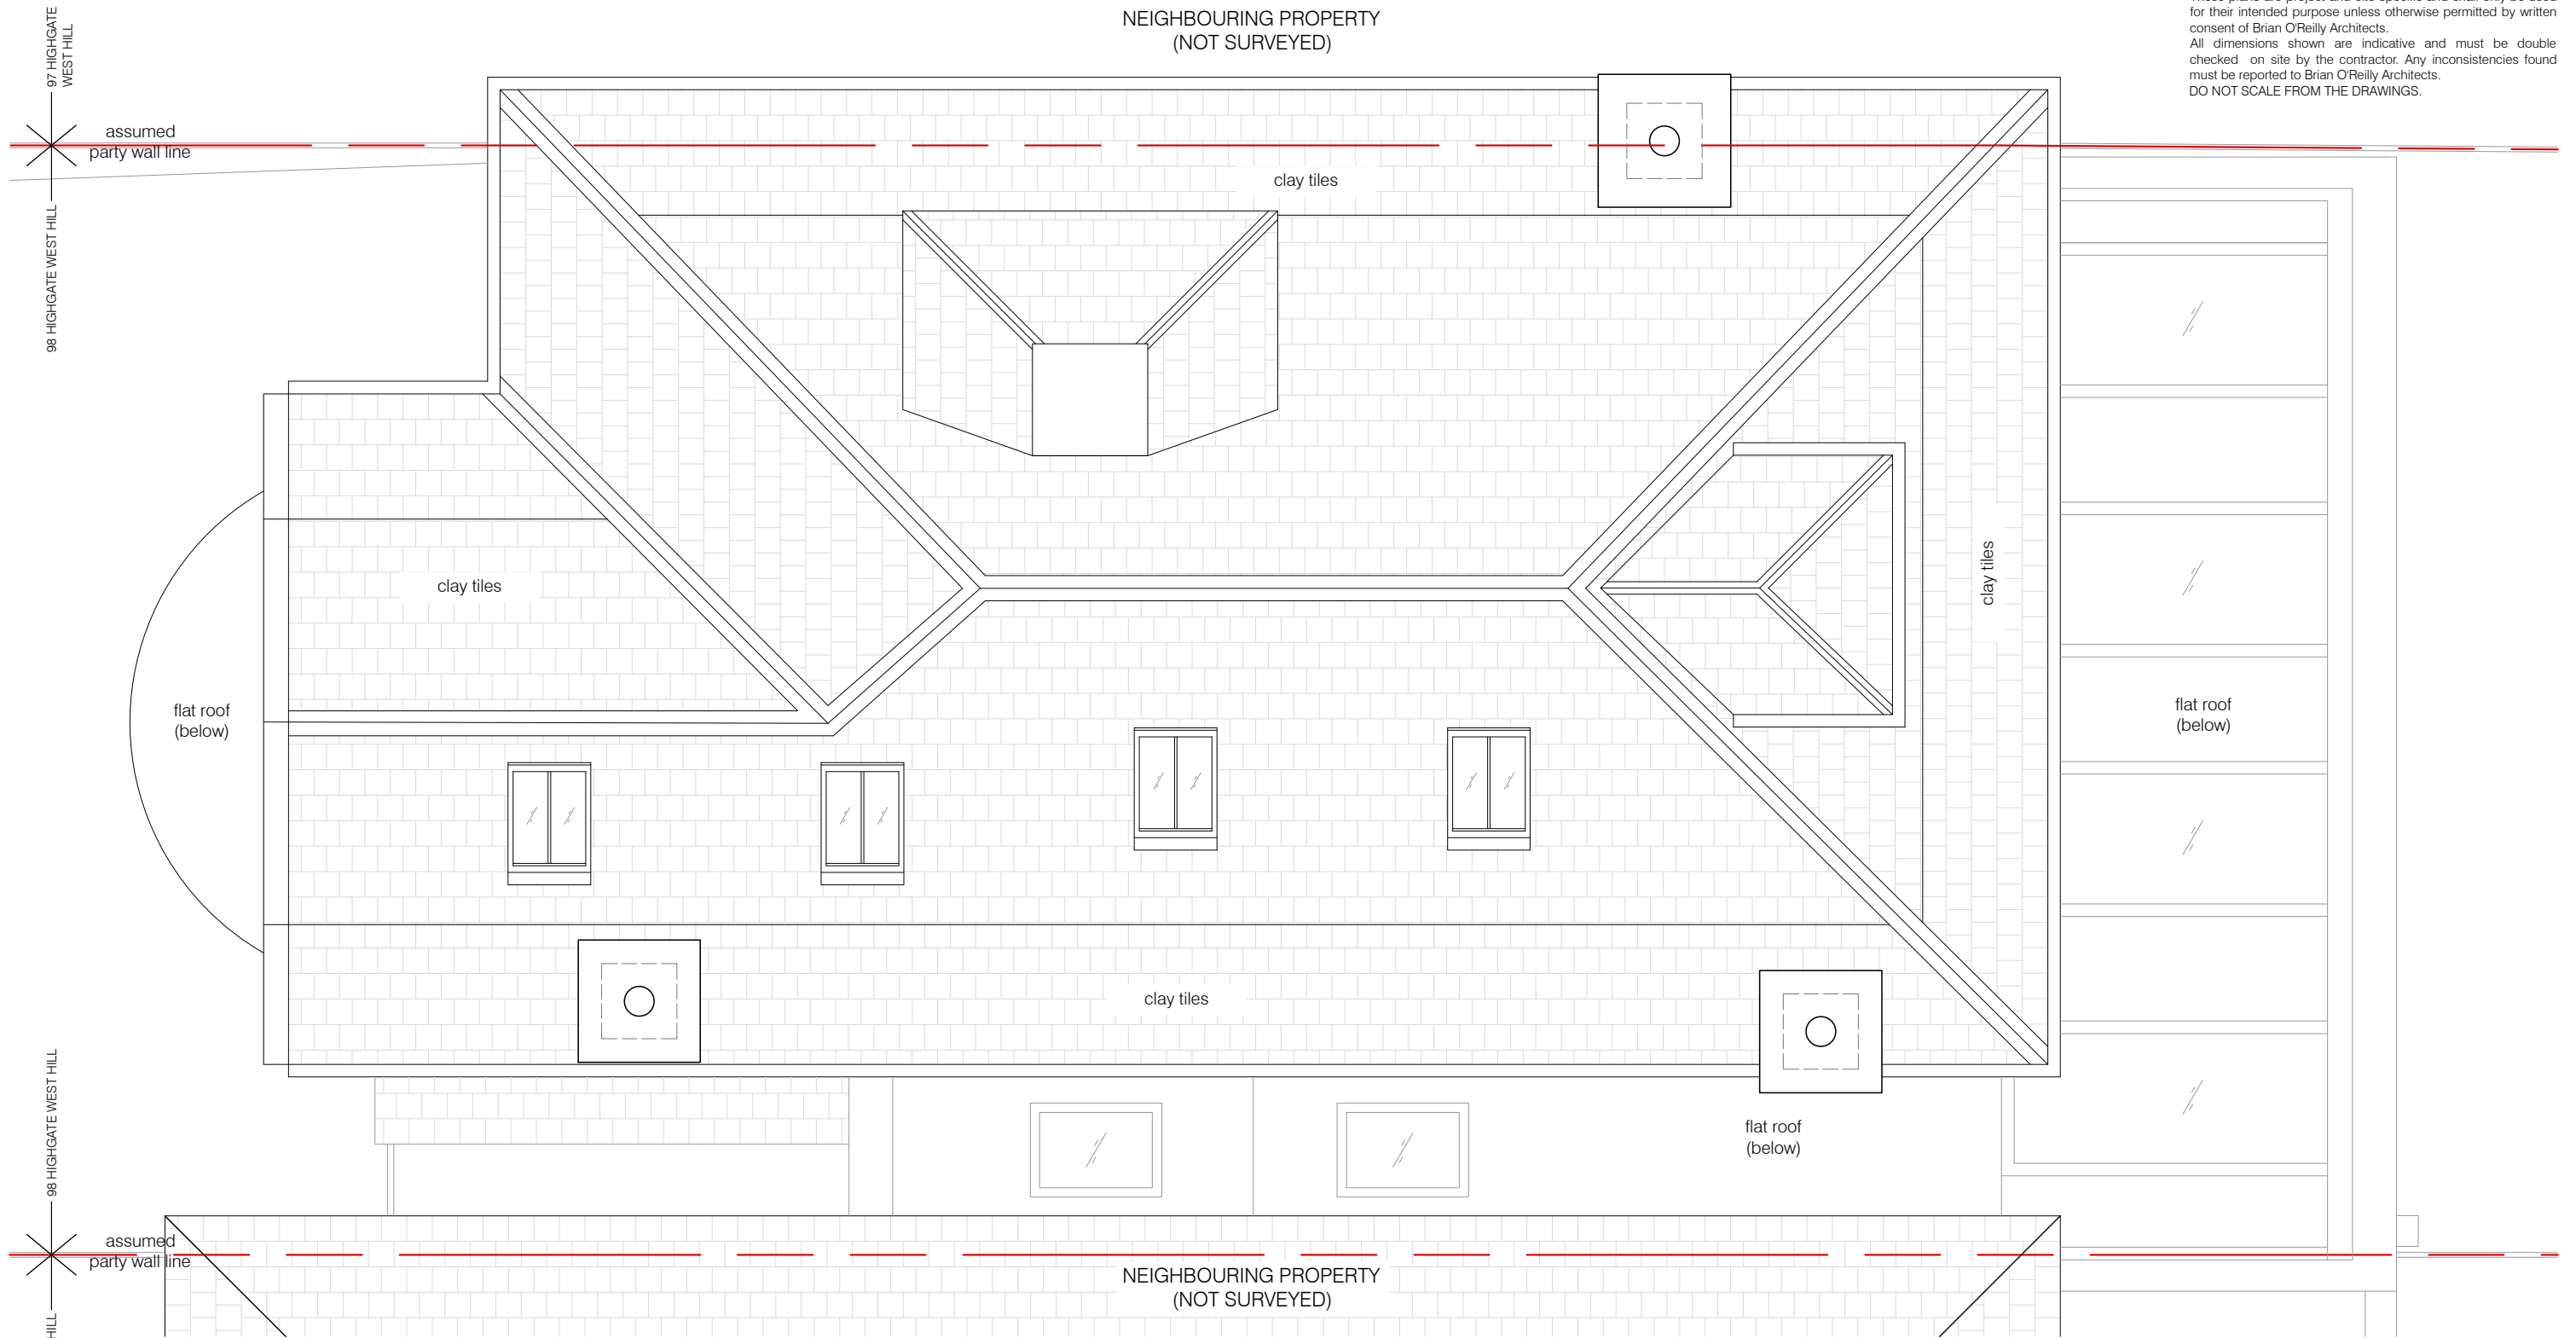 NEIGHBOURING PROPERTY
(NOT SURVEYED)
for their intended purpose unless otherwise permitted by written
consent of Brian O'Reilly Architects.
All dimensions shown are indicative and must be double
checked on site by the contractor. Any inconsistencies found
must be reported to Brian O'Reilly Architects.
DO NOT SCALE FROM THE DRAWINGS.
97 HIGHGATE
WEST HILL
assumed
party wall line
98 HIGHGATE WEST HILL
clay tiles
clay tiles
clay tiles
flat roof
(below)
flat roof
(below)
clay tiles
98 HIGHGATE WEST HILL
flat roof
(below)
assumed
party wall line
NEIGHBOURING PROPERTY
(NOT SURVEYED)
HILL